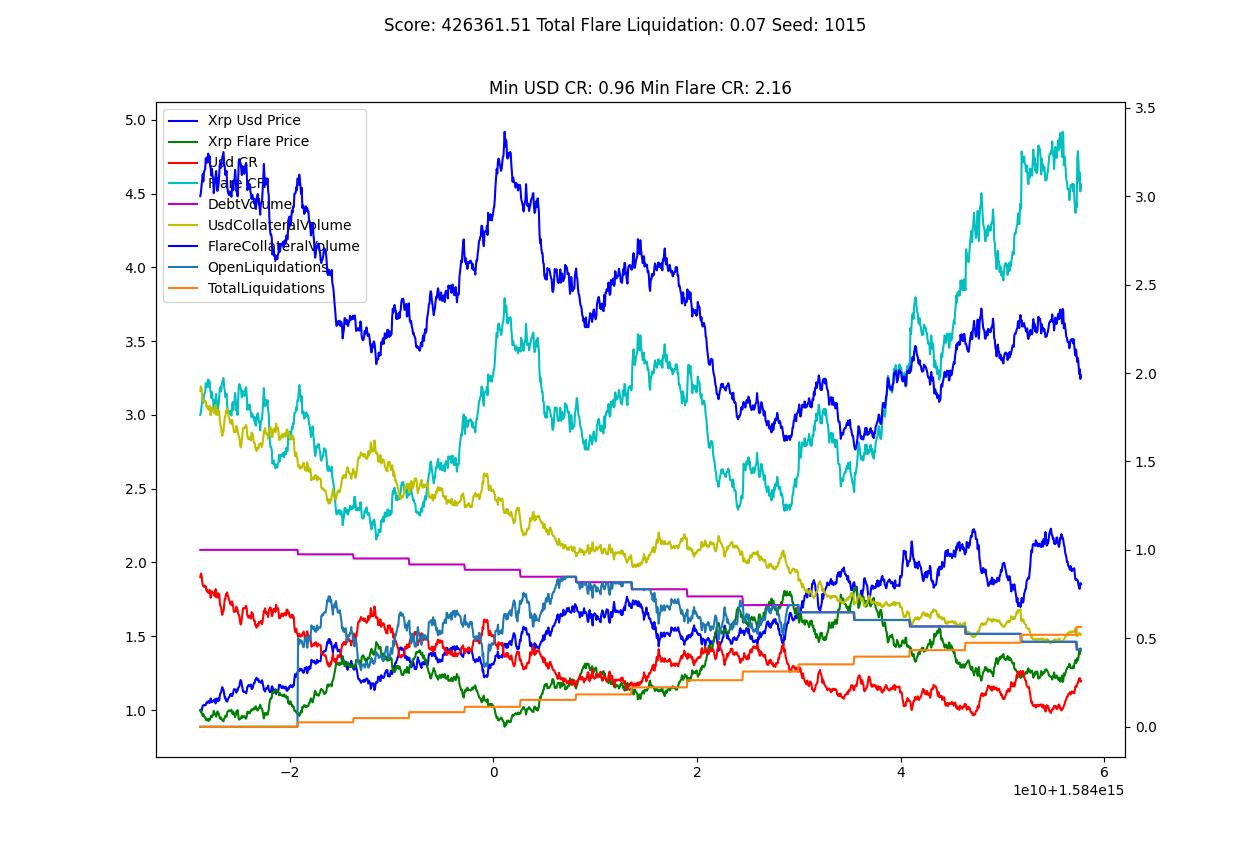 Score: 426361.51 Total Flare Liquidation: 0.07 Seed: 1015
Min USD CR: 0.96 Min Flare CR: 2.16
Xrp Usd Price
Xrp Flare Price
Usd CR
Flare CR
DebtVolume
UsdCollateralVolume
FlareCollateralVolume
OpenLiquidations
TotalLiquidations
5.0
4.5
4.0
3.5
3.0
2.5
2.0
1.5
1.0
3.5
3.0
2.5
2.0
1.5
1.0
0.5
0.0
−2 0 2 4 6
1e10+1.584e15